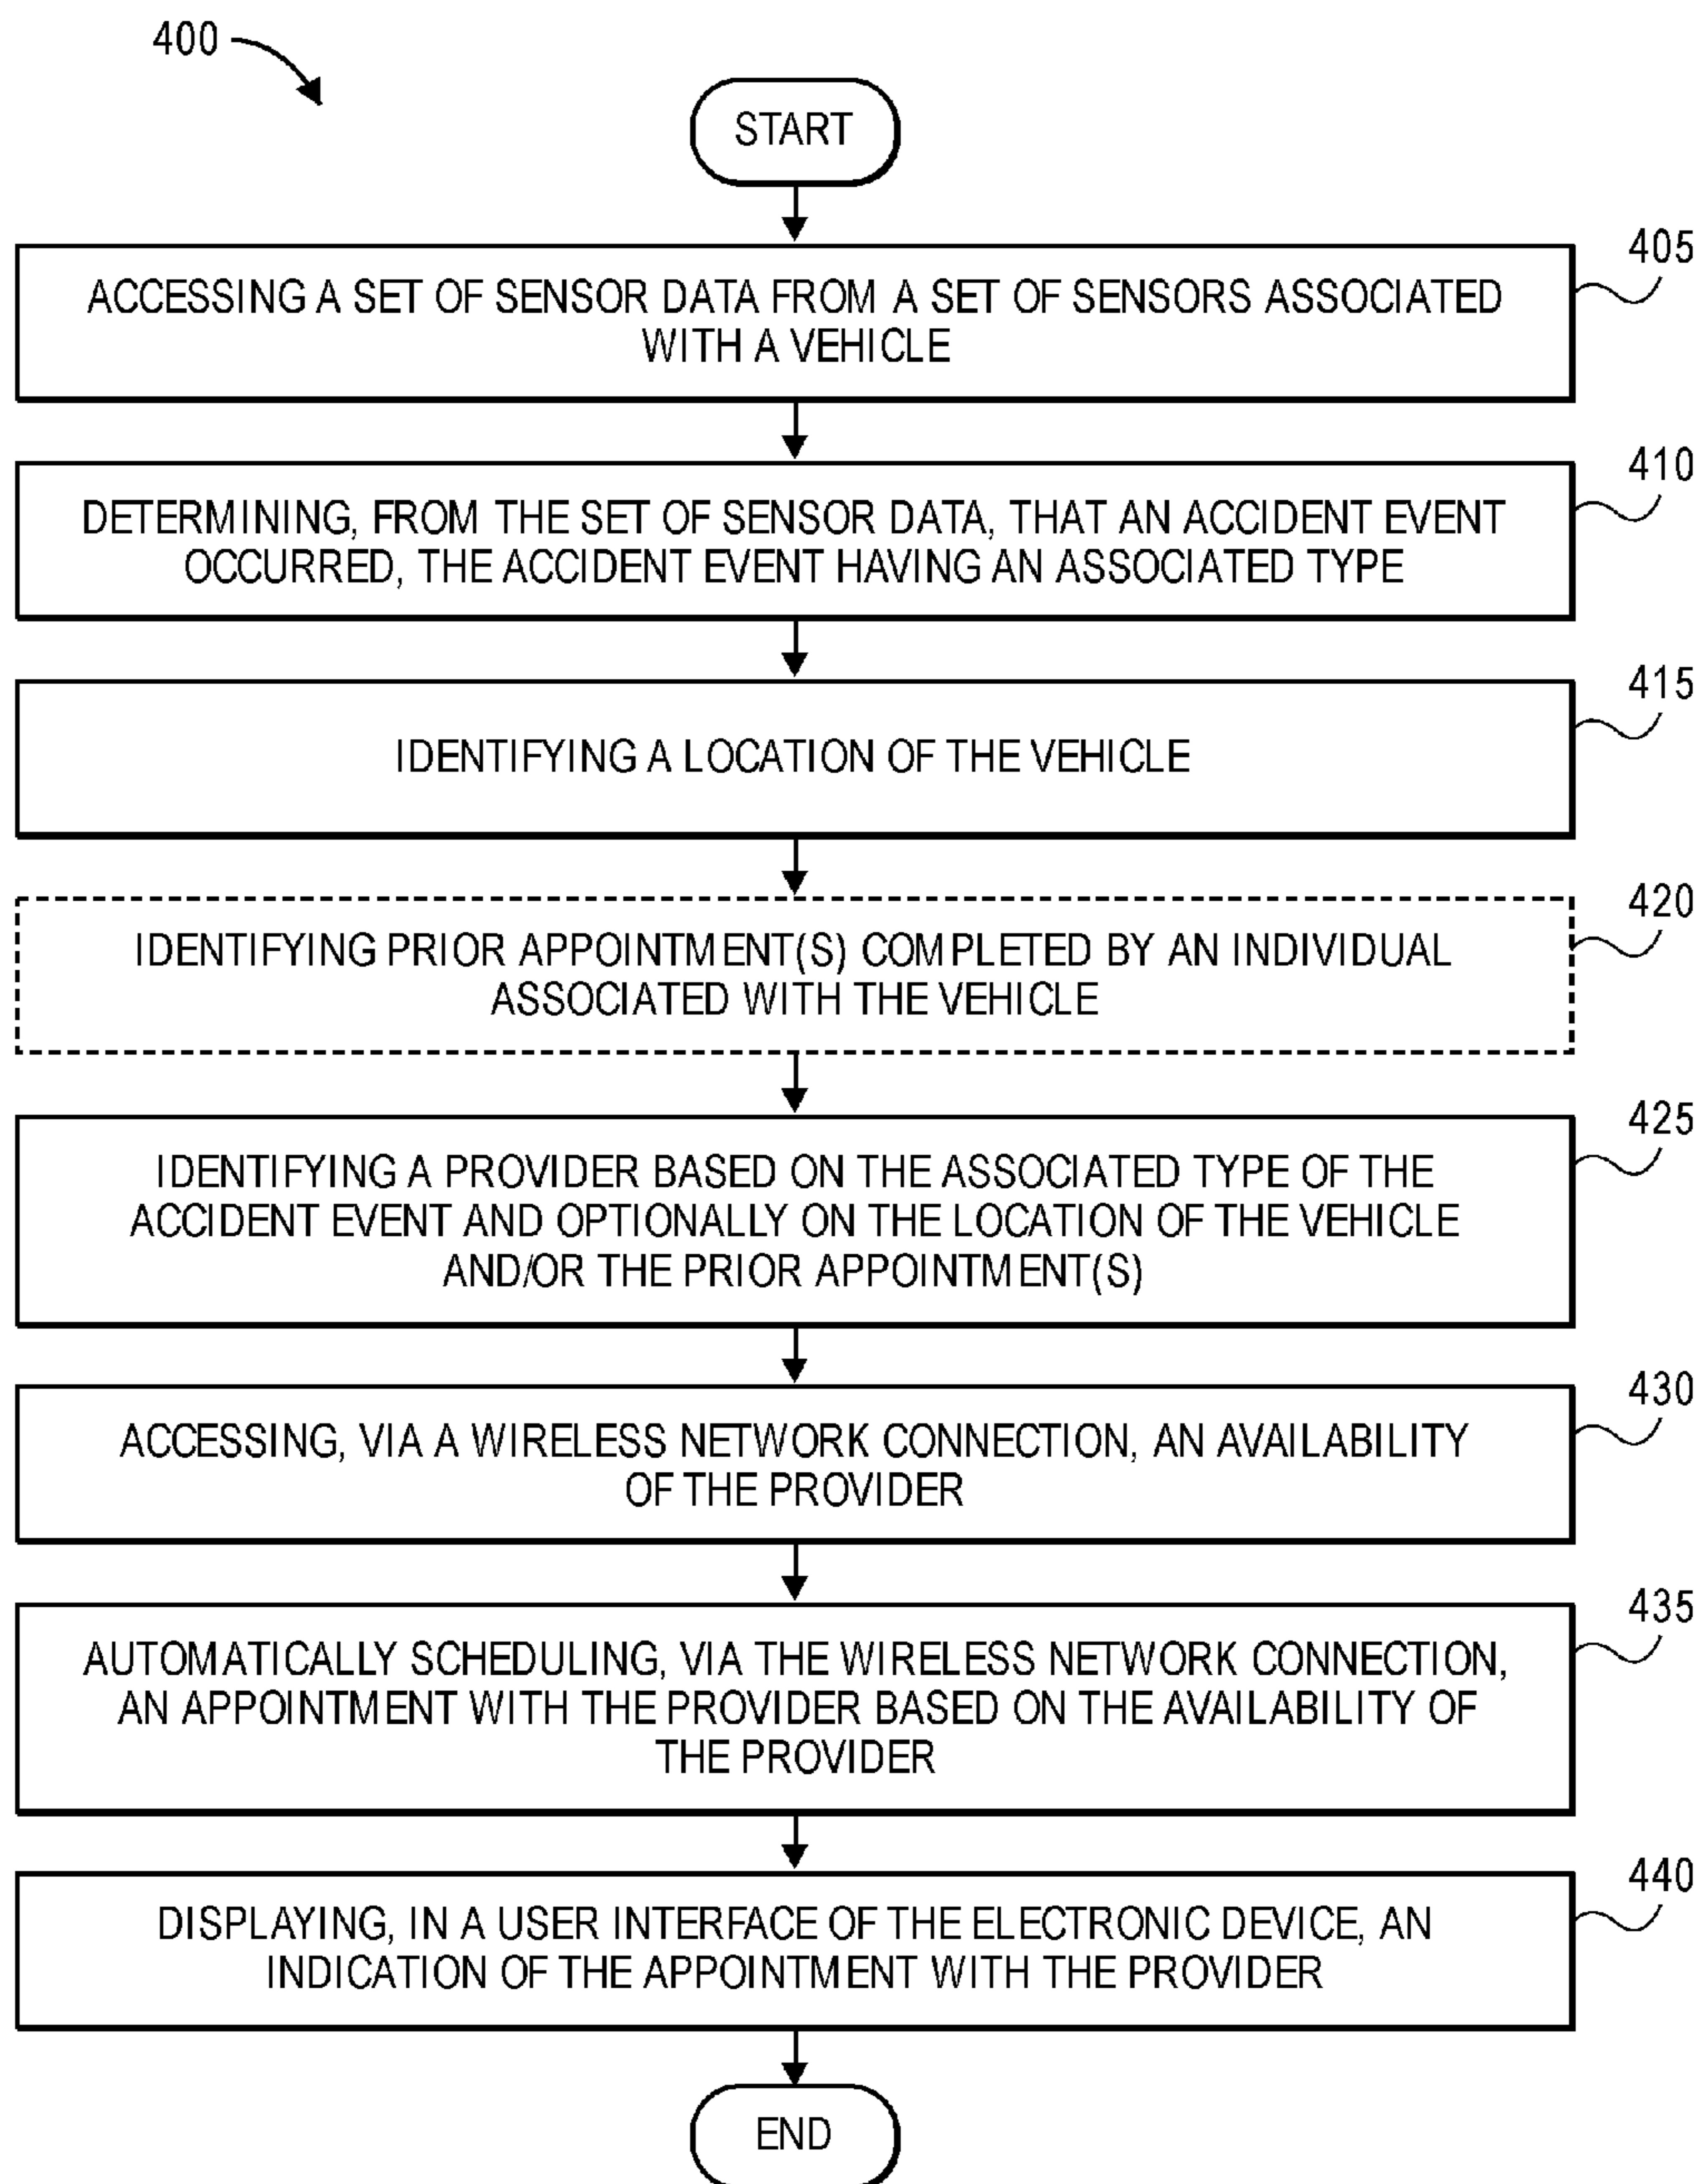 400
START
405
ACCESSING A SET OF SENSOR DATA FROM A SET OF SENSORS ASSOCIATED
WITH A VEHICLE
410
DETERMINING, FROM THE SET OF SENSOR DATA, THAT AN ACCIDENT EVENT
OCCURRED, THE ACCIDENT EVENT HAVING AN ASSOCIATED TYPE
415
IDENTIFYING A LOCATION OF THE VEHICLE
420
IDENTIFYING PRIOR APPOINTMENT(S) COMPLETED BY AN INDIVIDUAL
ASSOCIATED WITH THE VEHICLE
425
IDENTIFYING A PROVIDER BASED ON THE ASSOCIATED TYPE OF THE
ACCIDENT EVENT AND OPTIONALLY ON THE LOCATION OF THE VEHICLE
AND/OR THE PRIOR APPOINTMENT(S)
430
ACCESSING, VIA A WIRELESS NETWORK CONNECTION, AN AVAILABILITY
OF THE PROVIDER
435
AUTOMATICALLY SCHEDULING, VIA THE WIRELESS NETWORK CONNECTION,
AN APPOINTMENT WITH THE PROVIDER BASED ON THE AVAILABILITY OF
THE PROVIDER
440
DISPLAYING, IN A USER INTERFACE OF THE ELECTRONIC DEVICE, AN
INDICATION OF THE APPOINTMENT WITH THE PROVIDER
END